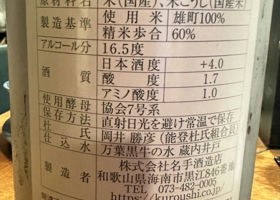 原材料名 米(国産)、米こうじ(国産米
製造基準 使用米 雄町100%
精米歩合 60%
アルコール分 16.5度
酒質 日本酒度 +4.0
酸度 1.7
アミノ酸度 1.0
使用酵母 協会7号系
保存方法 直射日光を避け常温で保存
杜氏 岡井 勝彦(能登杜氏組合員)
仕込水 万葉黒牛の水 蔵内井戸
製造者 株式会社名手酒造店
和歌山県海南市黒江846番
TEL 073-482-0005
https://kuroushi.co.jp